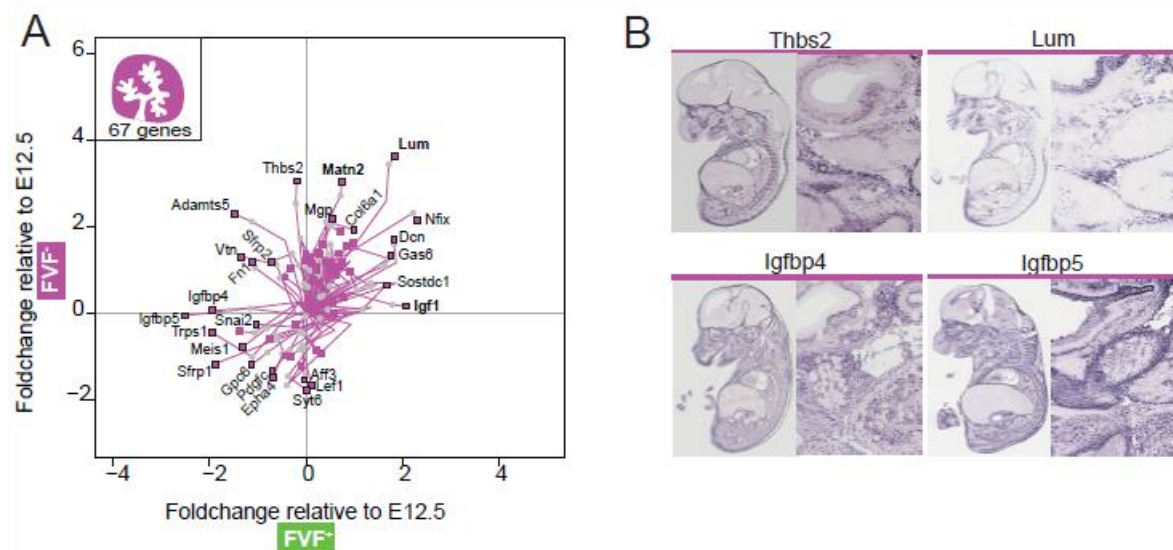 A
B
6
4
2
0
−2
Foldchange relative to E12.5
FVF-
67 genes
Lum
Thbs2
Matn2
Adamts5
Mgp
Col6a1
Nfix
Sfrp2
Vtn
Fn1
Dcn
Gas6
Sostdc1
Igfbp4
Igf1
Igfbp5
Snai2
Trps1
Meis1
Sfrp1
Gpc6
Pdgfc
Epha4
Aff3
Lef1
Syt6
−4
−2
0
2
4
Foldchange relative to E12.5
FVF+
Thbs2
Lum
Igfbp4
Igfbp5